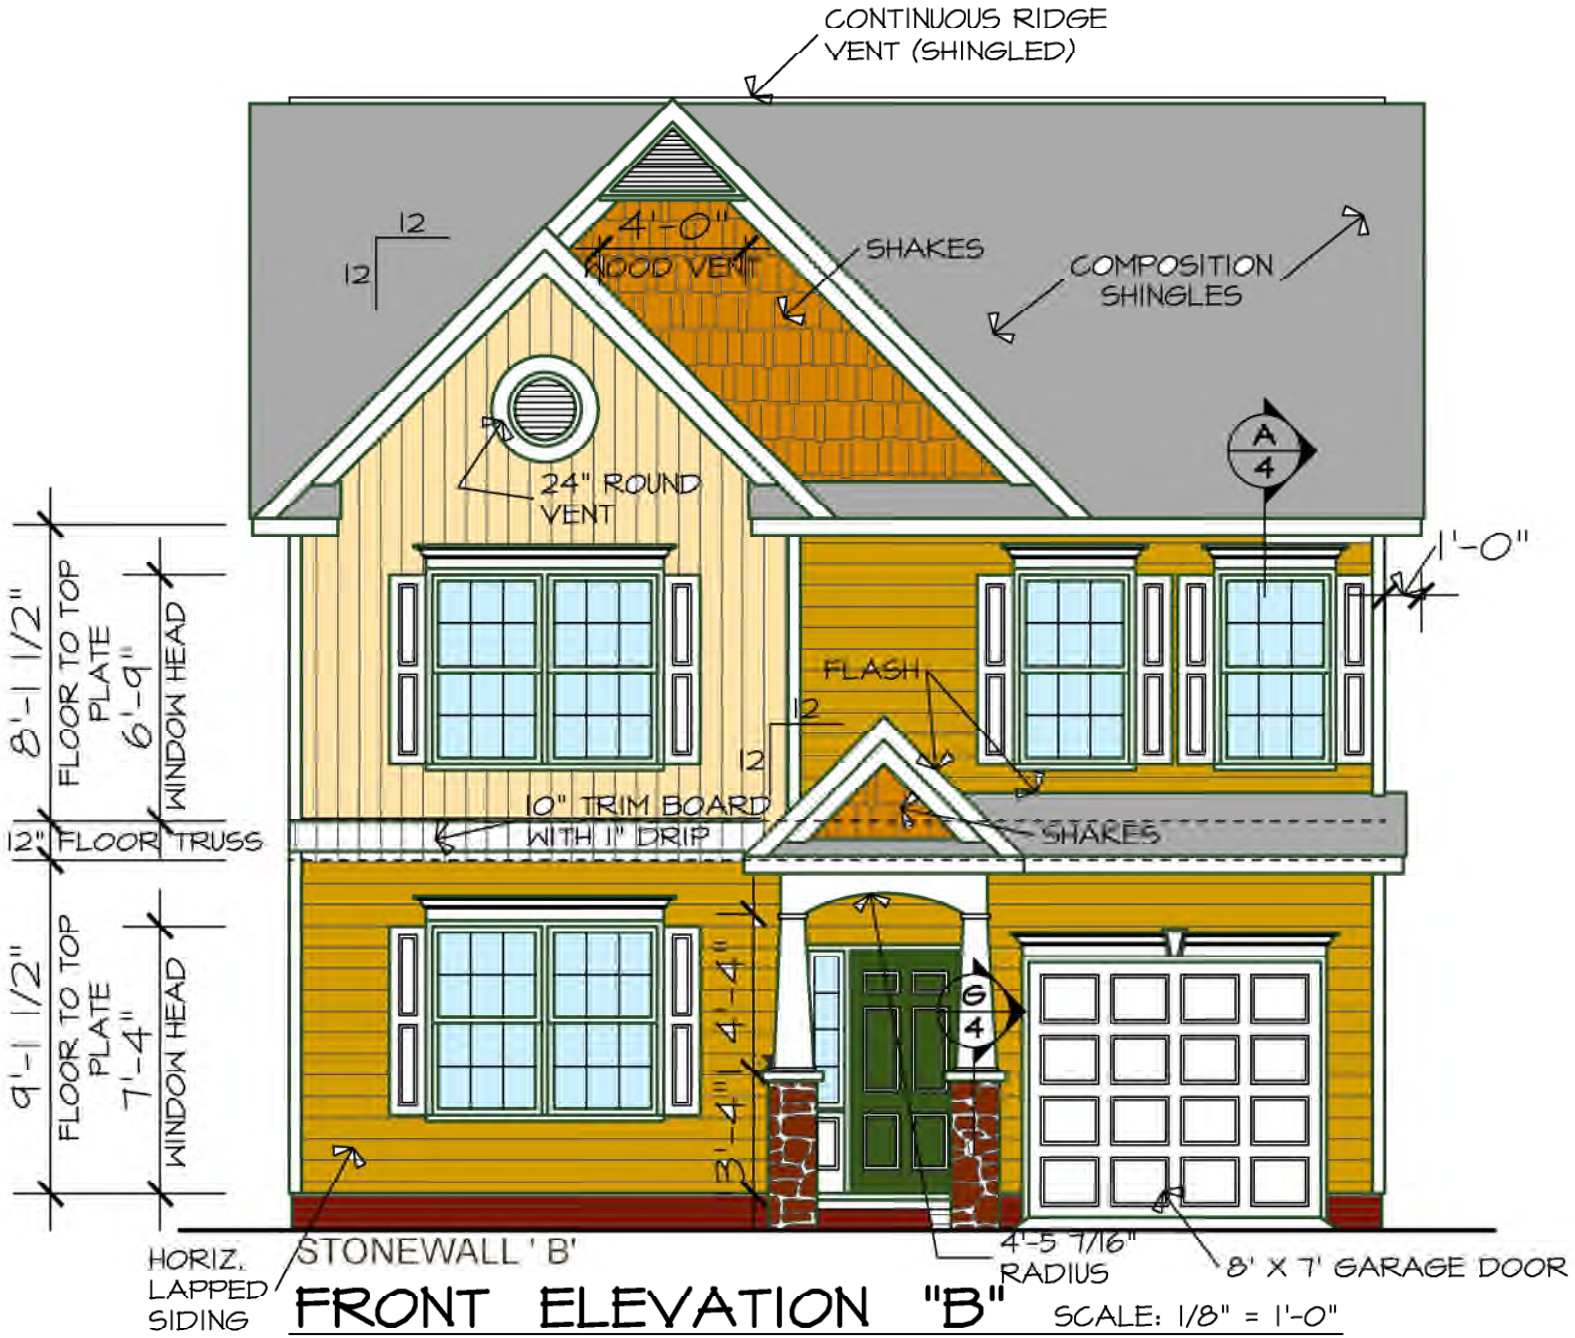 CONTINUOUS RIDGE
VENT (SHINGLED)
12
12
4'-0"
WOOD VENT
SHAKES
COMPOSITION
SHINGLES
A
4
24" ROUND
VENT
1'-0"
8'-1 1/2"
FLOOR TO TOP
PLATE
6'-9"
WINDOW HEAD
FLASH
12
12
10" TRIM BOARD
WITH 1" DRIP
SHAKES
12" FLOOR TRUSS
9'-1 1/2"
FLOOR TO TOP
PLATE
7'-4"
WINDOW HEAD
4'-4"
3'-4"
G
4
HORIZ.
LAPPED
SIDING
STONEWALL 'B'
4'-5 7/16"
RADIUS
8' X 7' GARAGE DOOR
FRONT ELEVATION "B"
SCALE: 1/8" = 1'-0"